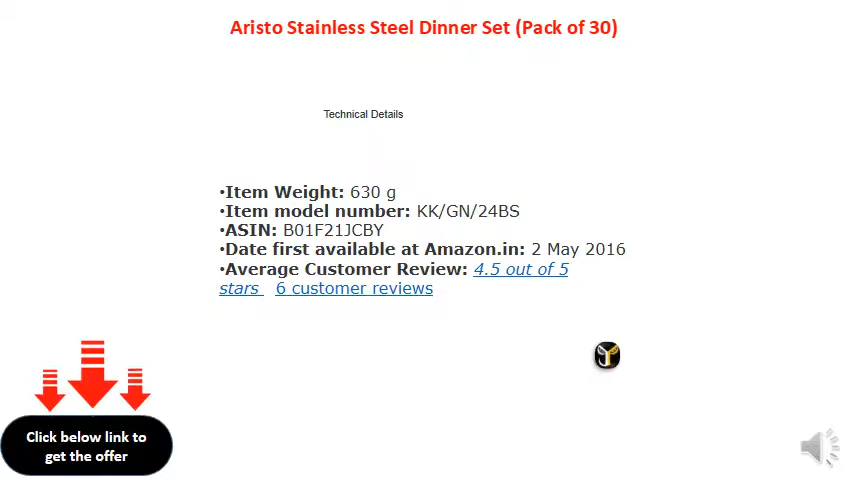 Aristo Stainless Steel Dinner Set (Pack of 30)
Technical Details
•Item Weight: 630 g
•Item model number: KK/GN/24BS
•ASIN: B01F21JCBY
•Date first available at Amazon.in: 2 May 2016
•Average Customer Review: 4.5 out of 5
stars   6 customer reviews
Click below link to
get the offer